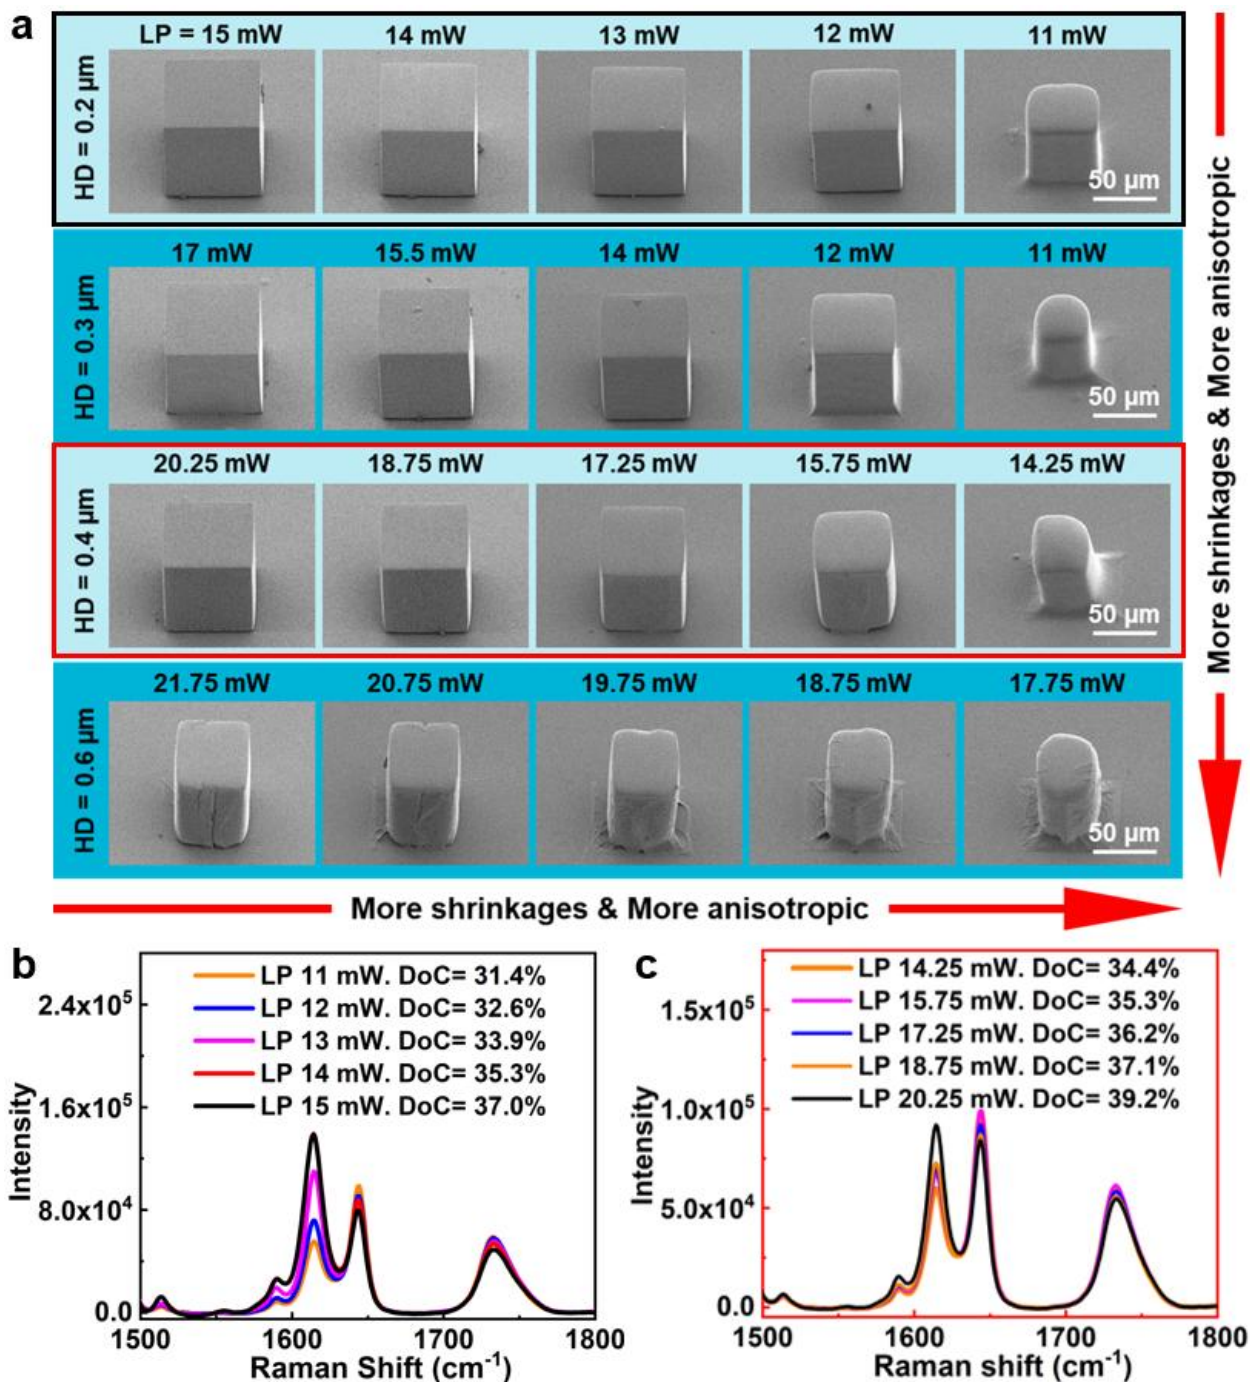 a
LP = 15 mW 14 mW 13 mW 12 mW 11 mW
HD = 0.2 µm
50 µm
17 mW 15.5 mW 14 mW 12 mW 11 mW
HD = 0.3 µm
50 µm
20.25 mW 18.75 mW 17.25 mW 15.75 mW 14.25 mW
HD = 0.4 µm
50 µm
21.75 mW 20.75 mW 19.75 mW 18.75 mW 17.75 mW
HD = 0.6 µm
50 µm
More shrinkages & More anisotropic
More shrinkages & More anisotropic
b
LP 11 mW. DoC= 31.4%
LP 12 mW. DoC= 32.6%
LP 13 mW. DoC= 33.9%
LP 14 mW. DoC= 35.3%
LP 15 mW. DoC= 37.0%
2.4x10⁵
1.6x10⁵
8.0x10⁴
0.0
Intensity
1500 1600 1700 1800
Raman Shift (cm⁻¹)
c
LP 14.25 mW. DoC= 34.4%
LP 15.75 mW. DoC= 35.3%
LP 17.25 mW. DoC= 36.2%
LP 18.75 mW. DoC= 37.1%
LP 20.25 mW. DoC= 39.2%
1.5x10⁵
1.0x10⁵
5.0x10⁴
0.0
Intensity
1500 1600 1700 1800
Raman shift (cm⁻¹)